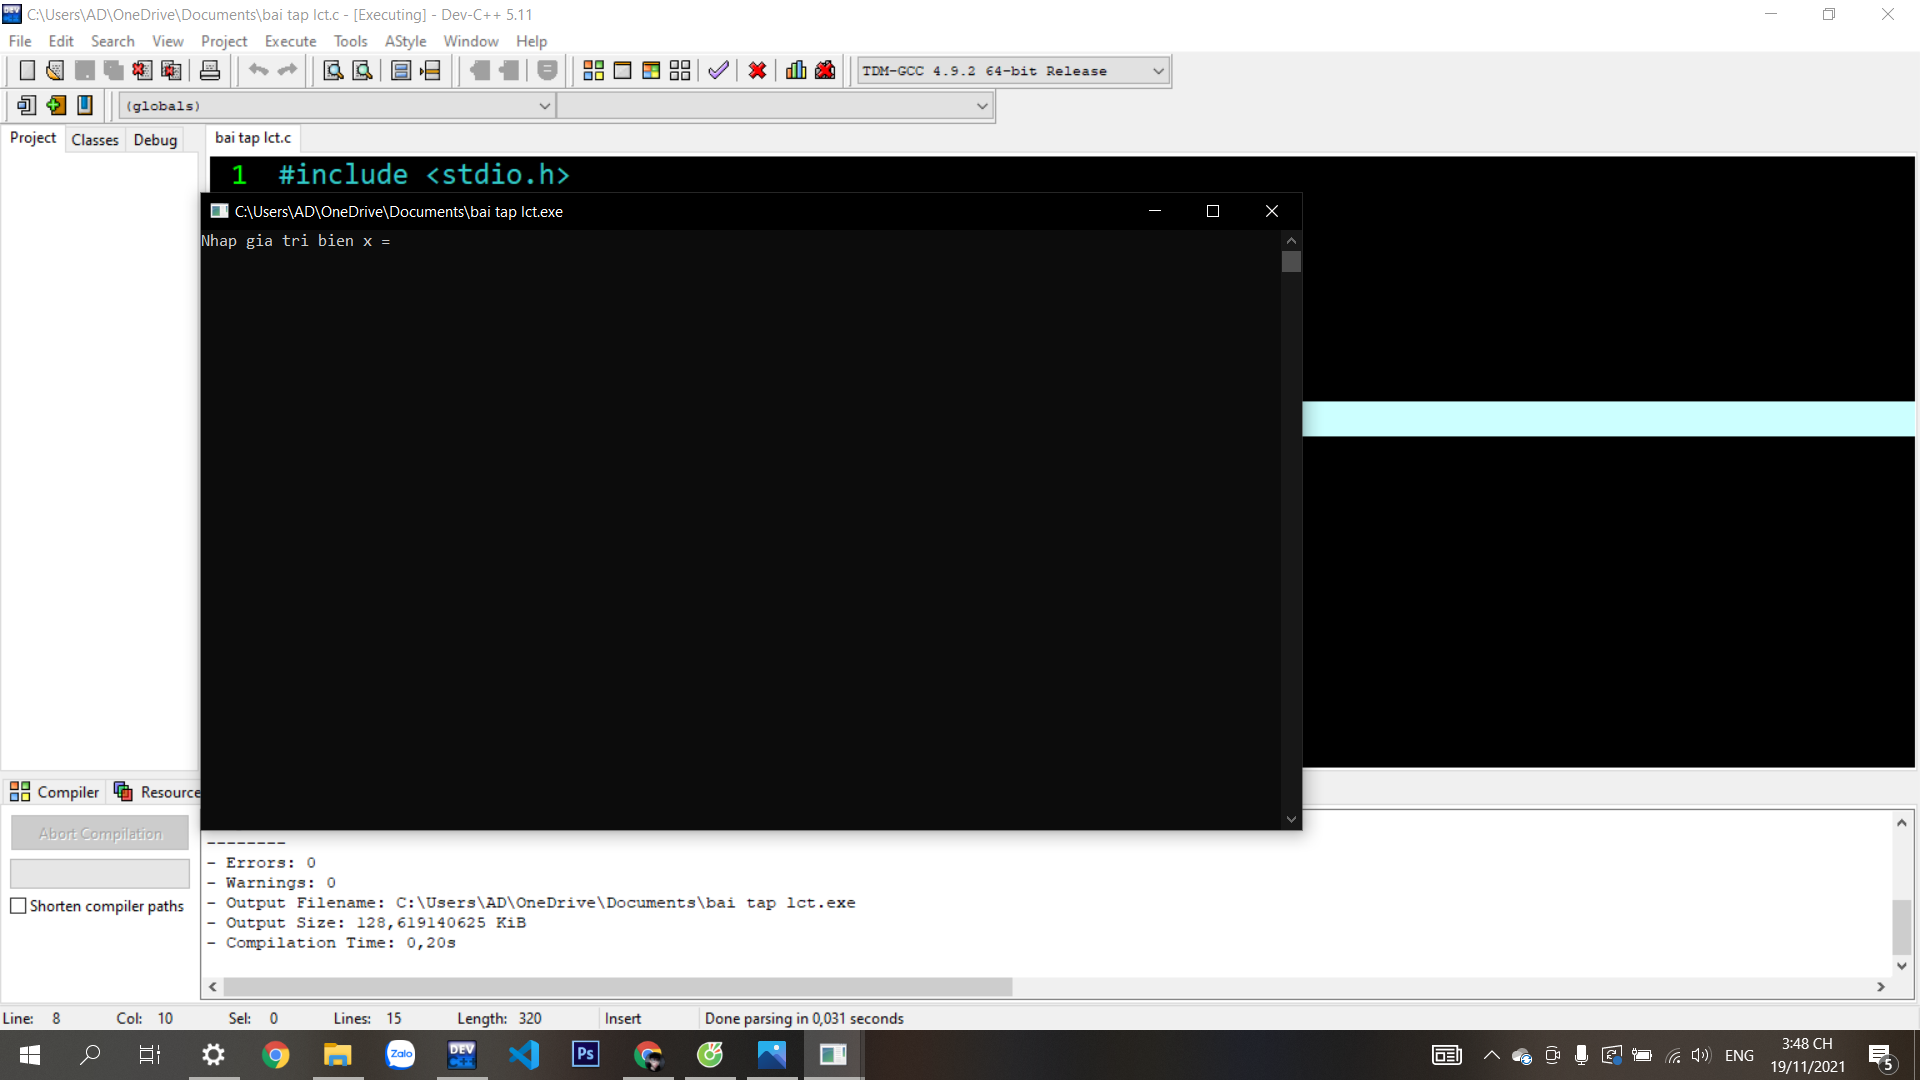 C:\Users\AD\OneDrive\Documents\bai tap lct.c - [Executing] - Dev-C++ 5.11
File Edit Search View Project Execute Tools AStyle Window Help
TDM-GCC 4.9.2 64-bit Release
(globals)
Project Classes Debug
bai tap lct.c
1 #include <stdio.h>
C:\Users\AD\OneDrive\Documents\bai tap lct.exe
Nhap gia tri bien x =
Compiler Resource
Abort Compilation
Shorten compiler paths
--------
- Errors: 0
- Warnings: 0
- Output Filename: C:\Users\AD\OneDrive\Documents\bai tap lct.exe
- Output Size: 128,619140625 KiB
- Compilation Time: 0,20s
Line: 8 Col: 10 Sel: 0 Lines: 15 Length: 320 Insert Done parsing in 0,031 seconds
Zalo
DEV
Ps
ENG
3:48 CH
19/11/2021
5